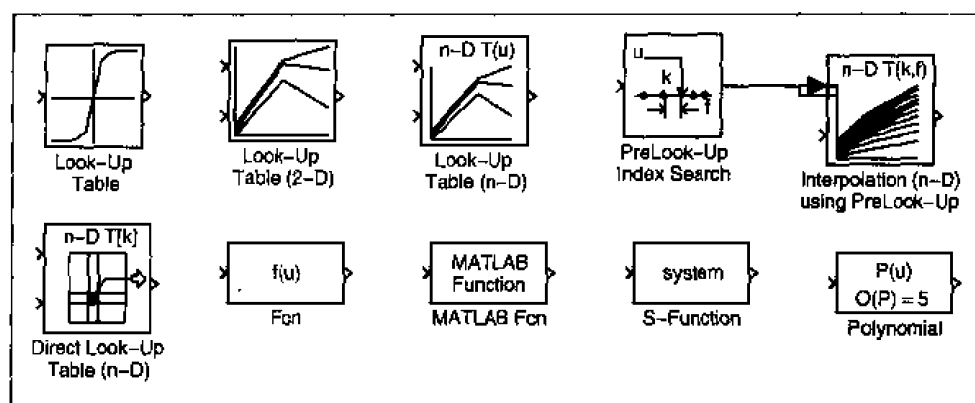 Look-Up
Table
Look-Up
Table (2-D)
n-D T(u)
Look-Up
Table (n-D)
u
k
f
PreLook-Up
Index Search
n-D T(k,f)
Interpolation (n-D)
using PreLook-Up
n-D T[k]
Direct Look-Up
Table (n-D)
f(u)
Fcn
MATLAB
Function
MATLAB Fcn
system
S-Function
P(u)
O(P) = 5
Polynomial